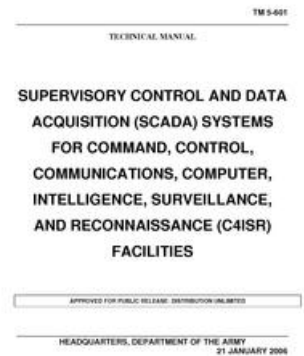 TM 5-601
TECHNICAL MANUAL
SUPERVISORY CONTROL AND DATA
ACQUISITION (SCADA) SYSTEMS
FOR COMMAND, CONTROL,
COMMUNICATIONS, COMPUTER,
INTELLIGENCE, SURVEILLANCE,
AND RECONNAISSANCE (C4ISR)
FACILITIES
APPROVED FOR PUBLIC RELEASE: DISTRIBUTION UNLIMITED
HEADQUARTERS, DEPARTMENT OF THE ARMY
21 JANUARY 2006